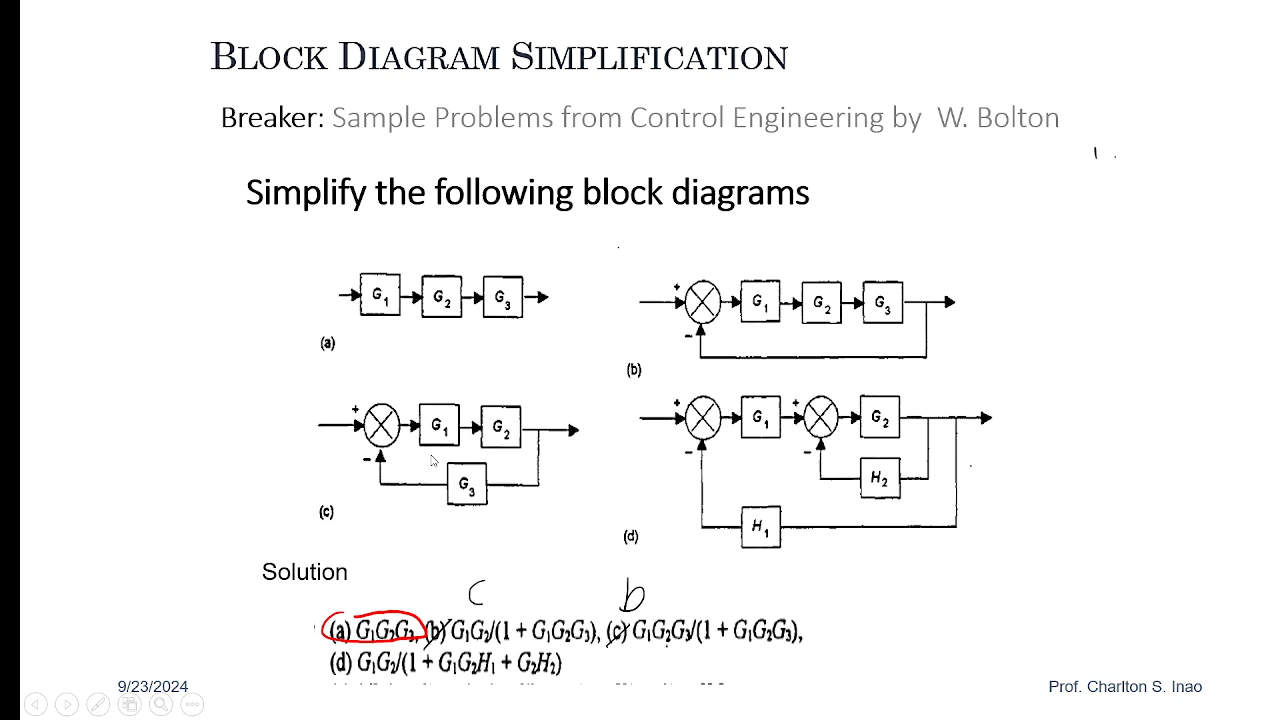 BLOCK DIAGRAM SIMPLIFICATION
Breaker: Sample Problems from Control Engineering by W. Bolton
Simplify the following block diagrams
G₁ G₂ G₃
(a)
+ G₁ G₂ G₃
−
(b)
+ G₁ G₂
− G₃
(c)
+ G₁ + G₂
− − H₂
H₁
(d)
Solution
c b
(a) G₁G₂G₃, (b) G₁G₂/(1 + G₁G₂G₃), (c) G₁G₂G₃/(1 + G₁G₂G₃),
(d) G₁G₂/(1 + G₁G₂H₁ + G₂H₂)
9/23/2024
Prof. Charlton S. Inao